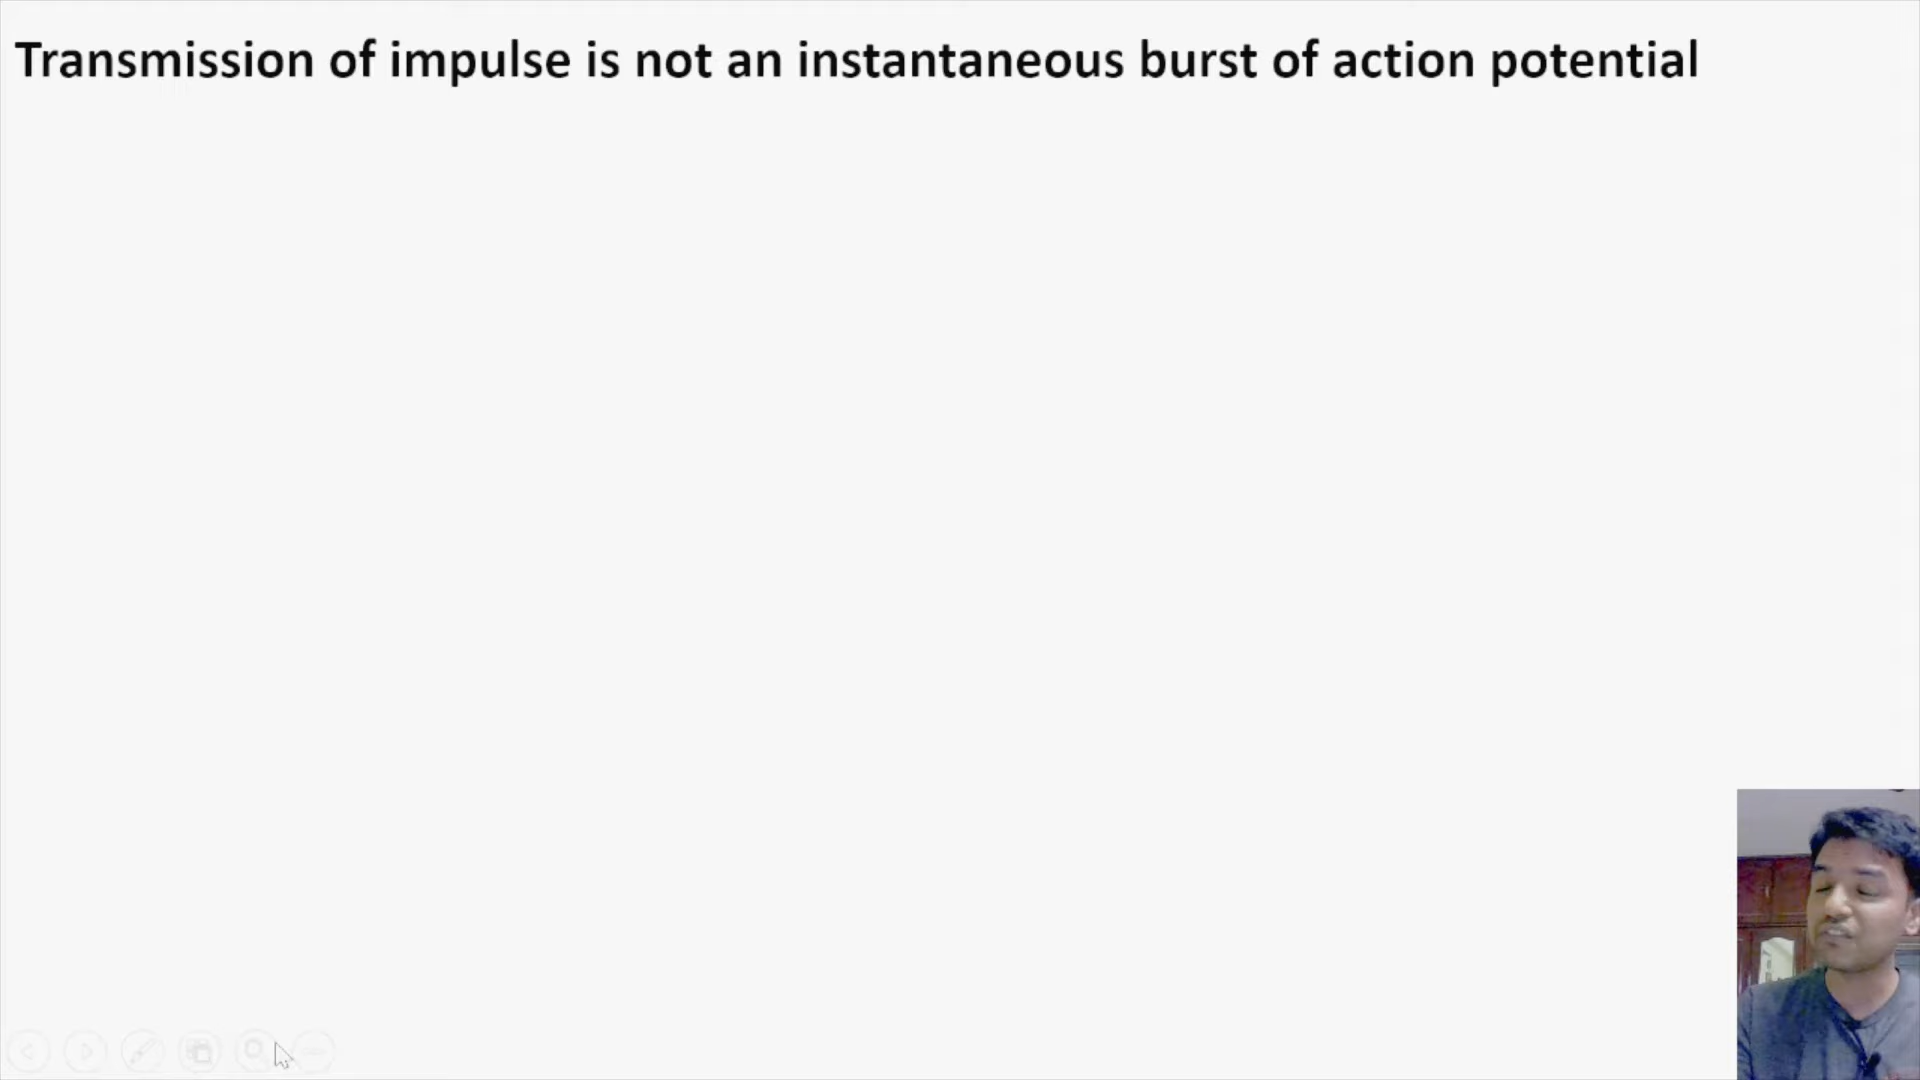 Transmission of impulse is not an instantaneous burst of action potential